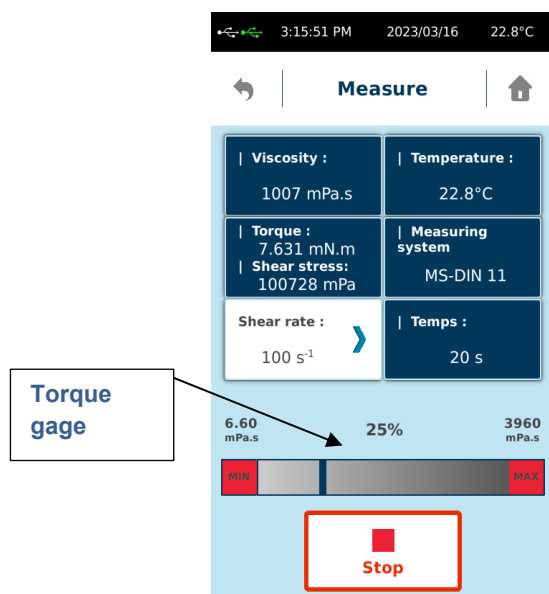 3:15:51 PM 2023/03/16 22.8°C
Measure
| Viscosity :
1007 mPa.s
| Temperature :
22.8°C
| Torque :
7.631 mN.m
| Shear stress:
100728 mPa
| Measuring
system
MS-DIN 11
Shear rate :
100 s⁻¹
| Temps :
20 s
Torque
gage
6.60
mPa.s
25%
3960
mPa.s
MIN
MAX
Stop